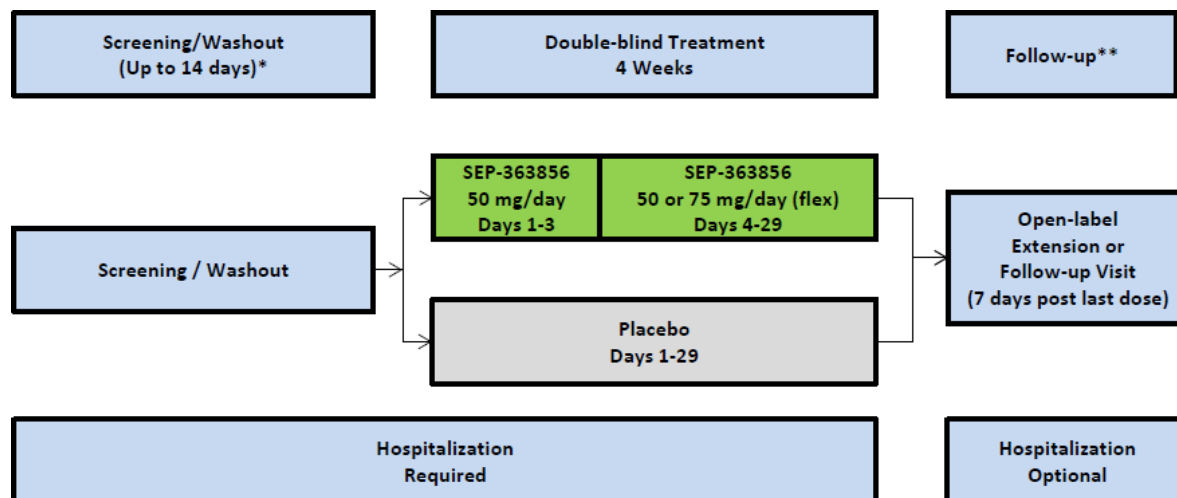 Screening/Washout
(Up to 14 days)*
Double-blind Treatment
4 Weeks
Follow-up**
SEP-363856
50 mg/day
Days 1-3
SEP-363856
50 or 75 mg/day (flex)
Days 4-29
Screening / Washout
Open-label
Extension or
Follow-up Visit
(7 days post last dose)
Placebo
Days 1-29
Hospitalization
Required
Hospitalization
Optional